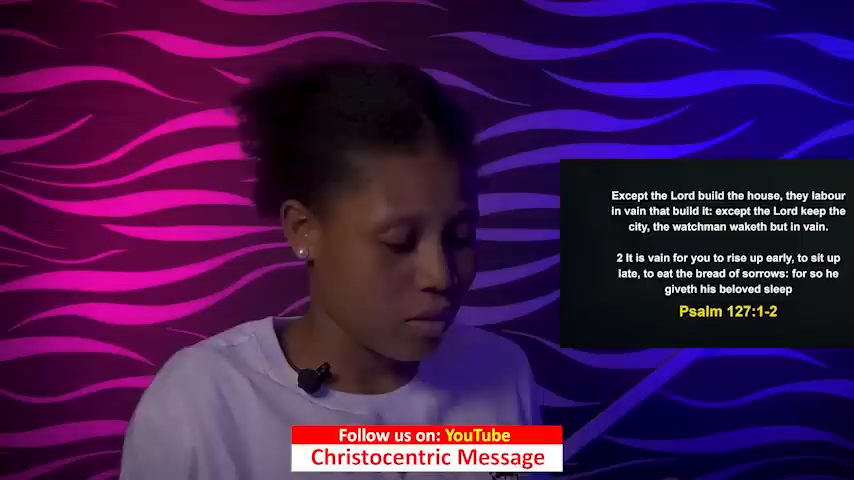 Except the Lord build the house, they labour
in vain that build it: except the Lord keep the
city, the watchman waketh but in vain.
2 It is vain for you to rise up early, to sit up
late, to eat the bread of sorrows: for so he
giveth his beloved sleep
Psalm 127:1-2
Follow us on: YouTube
Christocentric Message